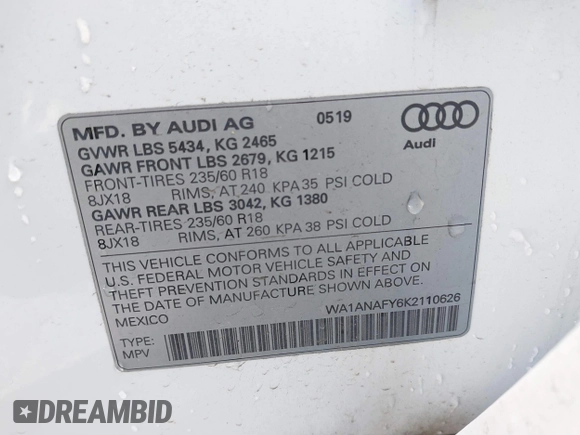 MFD. BY AUDI AG 0519
GVWR LBS 5434, KG 2465
GAWR FRONT LBS 2679, KG 1215
FRONT-TIRES 235/60 R18
8JX18 RIMS, AT 240 KPA 35 PSI COLD
GAWR REAR LBS 3042, KG 1380
REAR-TIRES 235/60 R18
8JX18 RIMS, AT 260 KPA 38 PSI COLD
Audi
THIS VEHICLE CONFORMS TO ALL APPLICABLE
U.S. FEDERAL MOTOR VEHICLE SAFETY AND
THEFT PREVENTION STANDARDS IN EFFECT ON
THE DATE OF MANUFACTURE SHOWN ABOVE.
MEXICO
WA1ANAFY6K2110626
TYPE:
MPV
DREAMBID